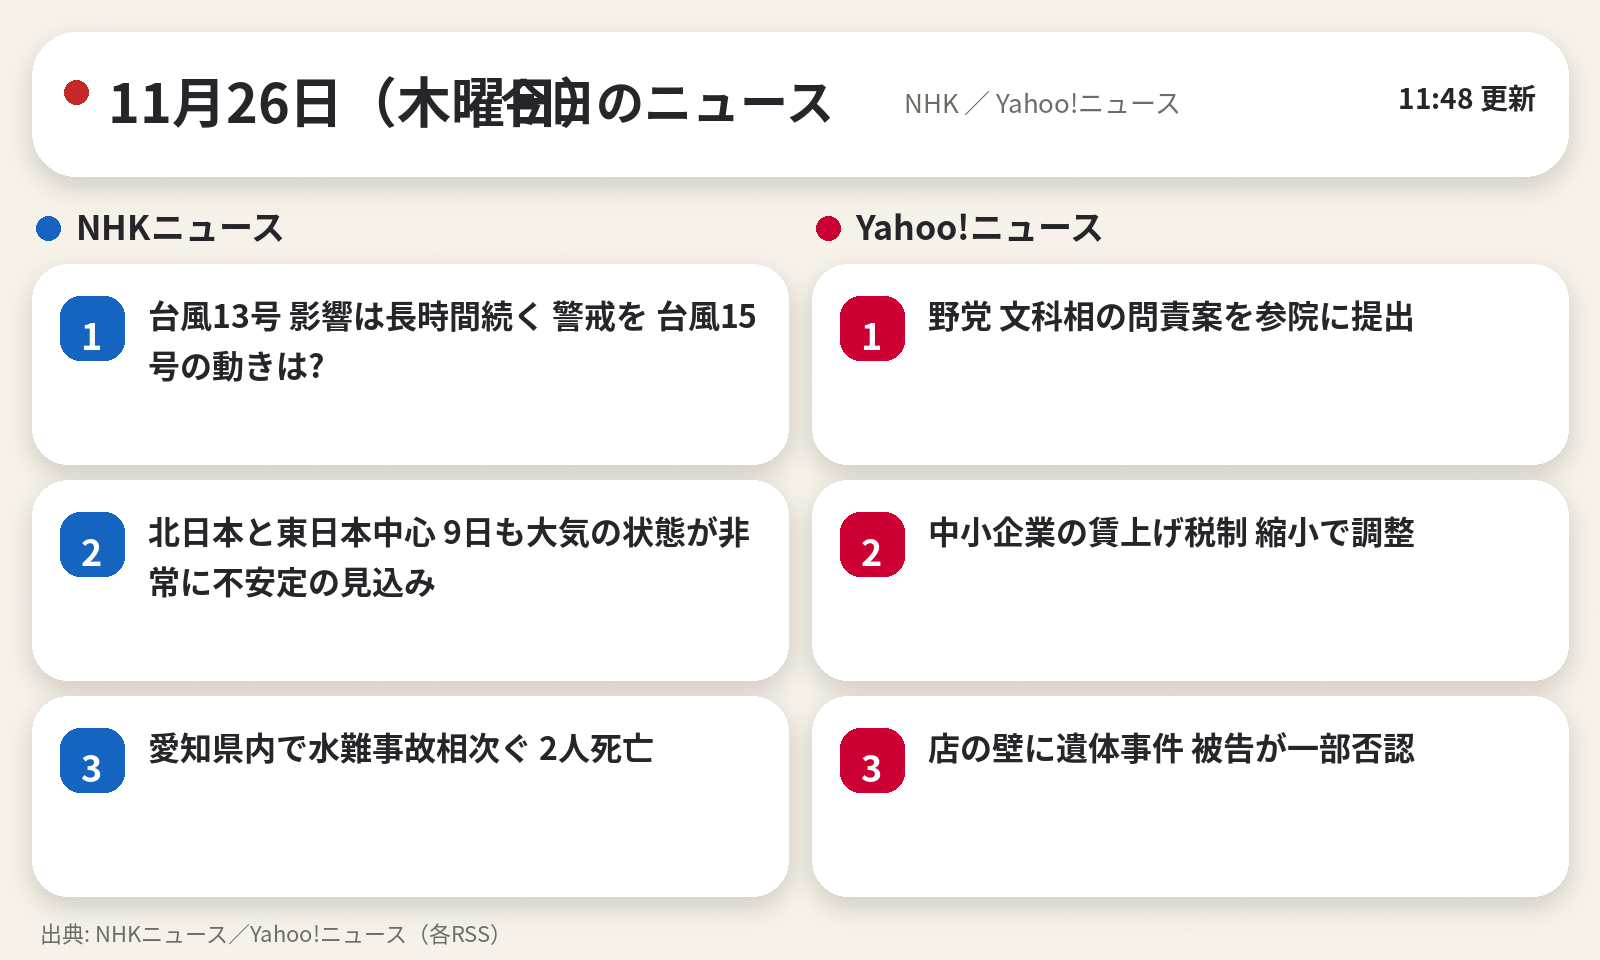 11月26日（木曜日）今日のニュース
NHK ／ Yahoo!ニュース
11:48 更新
NHKニュース
1
台風13号 影響は長時間続く 警戒を 台風15
号の動きは?
2
北日本と東日本中心 9日も大気の状態が非
常に不安定の見込み
3
愛知県内で水難事故相次ぐ 2人死亡
Yahoo!ニュース
1
野党 文科相の問責案を参院に提出
2
中小企業の賃上げ税制 縮小で調整
3
店の壁に遺体事件 被告が一部否認
出典: NHKニュース／Yahoo!ニュース（各RSS）